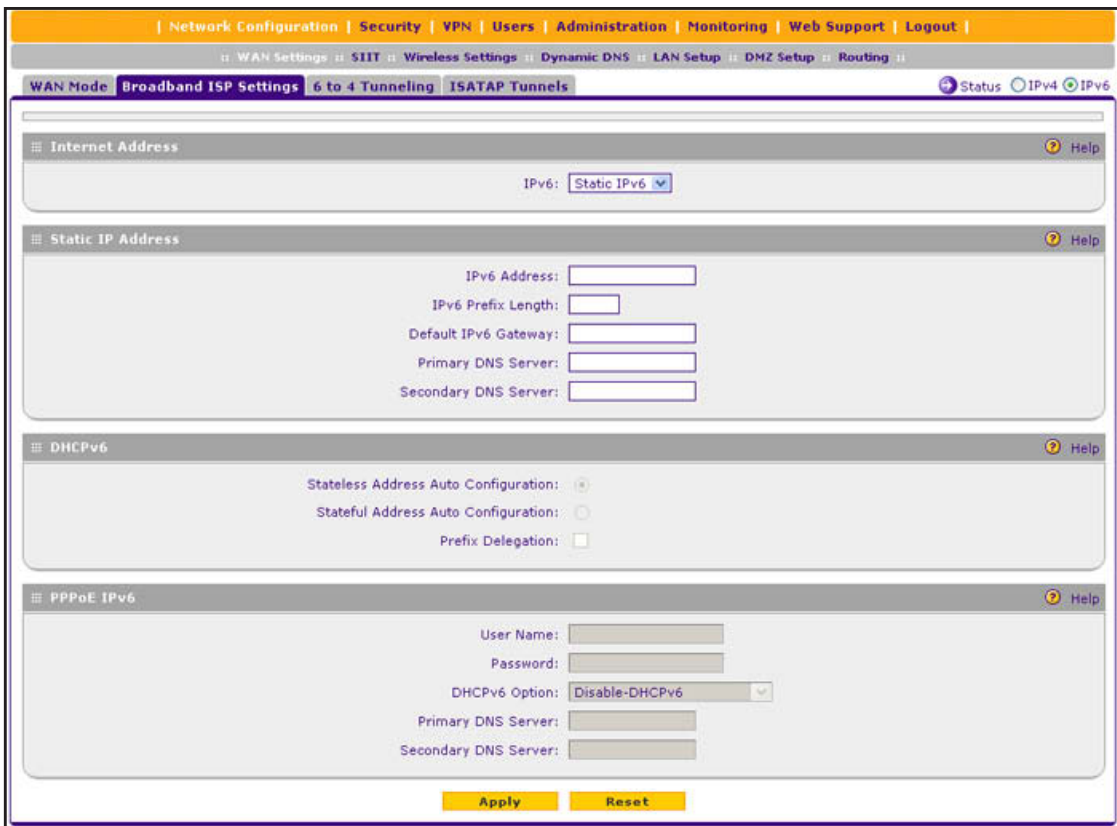 | Network Configuration | Security | VPN | Users | Administration | Monitoring | Web Support | Logout |
:: WAN Settings :: SIIT :: Wireless Settings :: Dynamic DNS :: LAN Setup :: DMZ Setup :: Routing ::
WAN Mode Broadband ISP Settings 6 to 4 Tunneling ISATAP Tunnels Status IPv4 IPv6
Internet Address ? Help
IPv6: Static IPv6
Static IP Address ? Help
IPv6 Address:
IPv6 Prefix Length:
Default IPv6 Gateway:
Primary DNS Server:
Secondary DNS Server:
DHCPv6 ? Help
Stateless Address Auto Configuration:
Stateful Address Auto Configuration:
Prefix Delegation:
PPPoE IPv6 ? Help
User Name:
Password:
DHCPv6 Option: Disable-DHCPv6
Primary DNS Server:
Secondary DNS Server:
Apply Reset